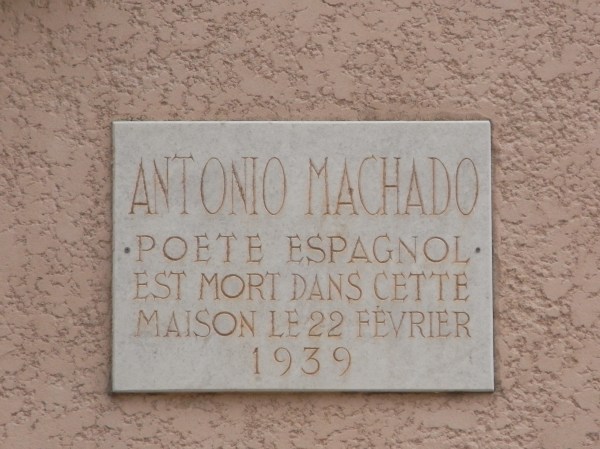 ANTONIO MACHADO
POETE ESPAGNOL
EST MORT DANS CETTE
MAISON LE 22 FÉVRIER
1939